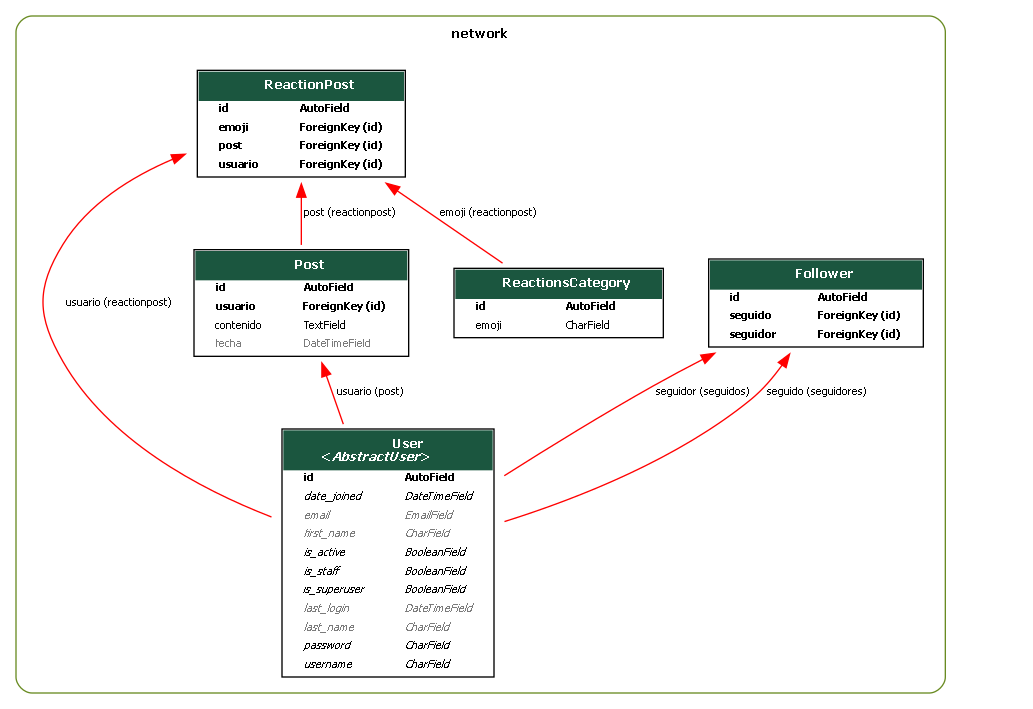 network
ReactionPost
id AutoField
emoji ForeignKey (id)
post ForeignKey (id)
usuario ForeignKey (id)
post (reactionpost)
emoji (reactionpost)
usuario (reactionpost)
Post
id AutoField
usuario ForeignKey (id)
contenido TextField
fecha DateTimeField
ReactionsCategory
id AutoField
emoji CharField
Follower
id AutoField
seguido ForeignKey (id)
seguidor ForeignKey (id)
usuario (post)
seguidor (seguidos)
seguido (seguidores)
User
<AbstractUser>
id AutoField
date_joined DateTimeField
email EmailField
first_name CharField
is_active BooleanField
is_staff BooleanField
is_superuser BooleanField
last_login DateTimeField
last_name CharField
password CharField
username CharField